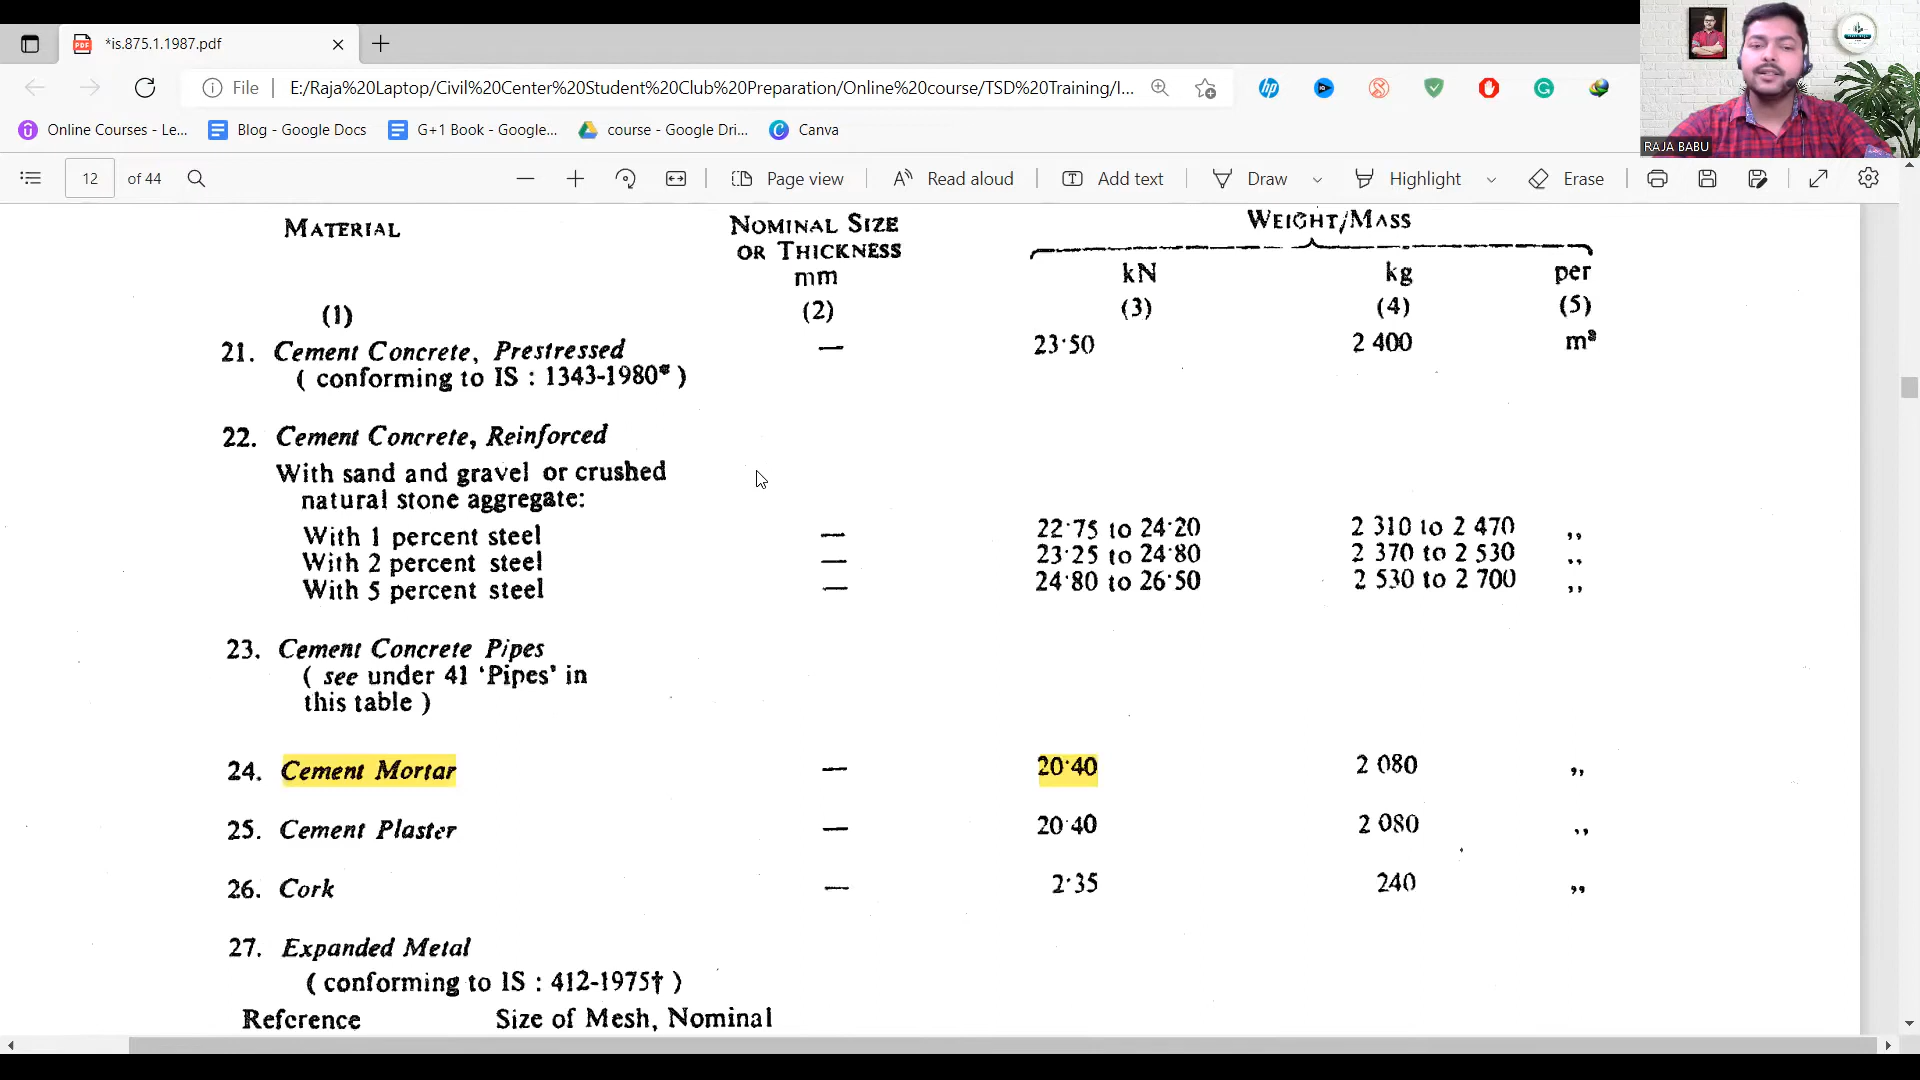 *is.875.1.1987.pdf
File E:/Raja%20Laptop/Civil%20Center%20Student%20Club%20Preparation/Online%20course/TSD%20Training/I...
Online Courses - Le... Blog - Google Docs G+1 Book - Google... course - Google Dri... Canva
RAJA BABU
12 of 44 Page view Read aloud Add text Draw Highlight Erase
MATERIAL NOMINAL SIZE WEIGHT/MASS
OR THICKNESS
mm kN kg per
(1) (2) (3) (4) (5)
21. Cement Concrete, Prestressed — 23·50 2 400 m³
( conforming to IS : 1343-1980* )
22. Cement Concrete, Reinforced
With sand and gravel or crushed
natural stone aggregate:
With 1 percent steel — 22·75 to 24·20 2 310 to 2 470 ,,
With 2 percent steel — 23·25 to 24·80 2 370 to 2 530 ,,
With 5 percent steel — 24·80 to 26·50 2 530 to 2 700 ,,
23. Cement Concrete Pipes
( see under 41 ‘Pipes’ in
this table )
24. Cement Mortar — 20·40 2 080 ,,
25. Cement Plaster — 20·40 2 080 ,,
26. Cork — 2·35 240 ,,
27. Expanded Metal
( conforming to IS : 412-1975† )
Reference Size of Mesh, Nominal